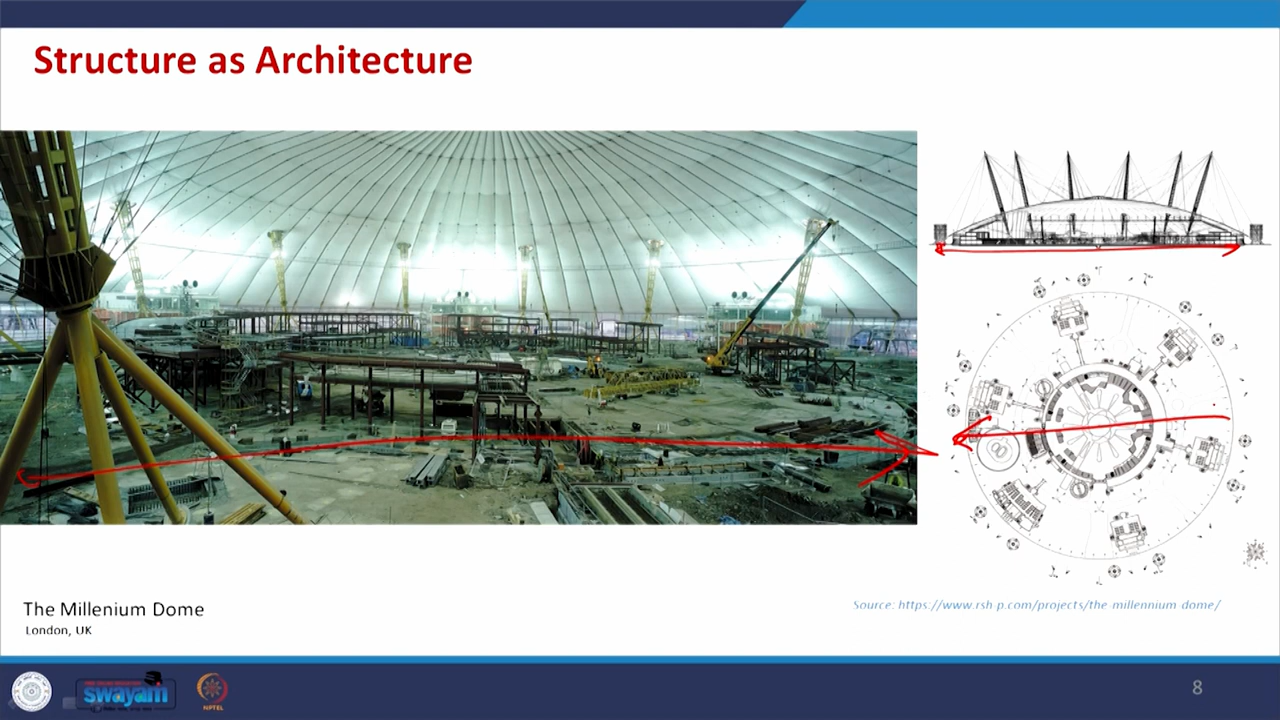 Structure as Architecture
The Millenium Dome
London, UK
Source: https://www.rsh-p.com/projects/the-millennium-dome/
swayam
NPTEL
8